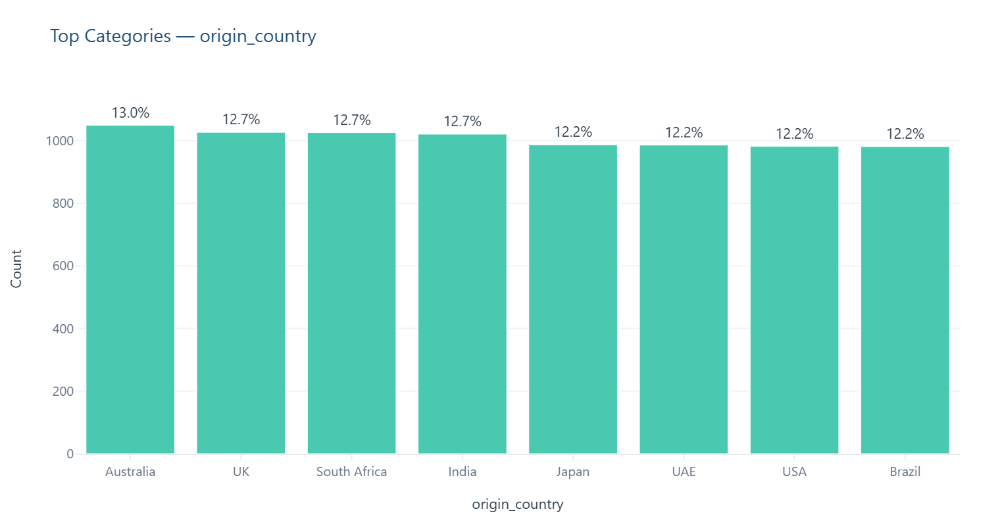 Top Categories — origin_country
13.0%
12.7%
12.7%
12.7%
12.2%
12.2%
12.2%
12.2%
1000
800
600
400
200
0
Count
Australia
UK
South Africa
India
Japan
UAE
USA
Brazil
origin_country